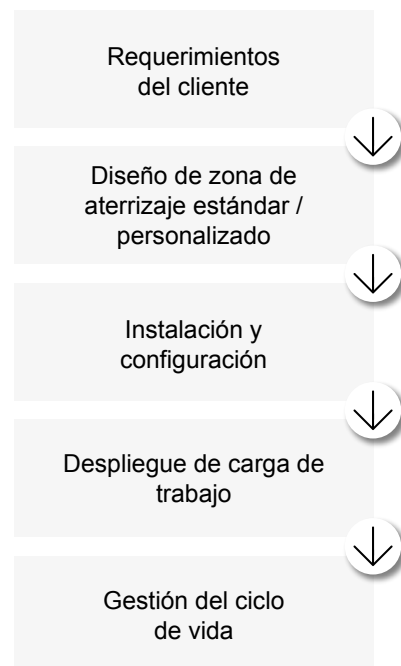 Requerimientos
del cliente
Diseño de zona de
aterrizaje estándar /
personalizado
Instalación y
configuración
Despliegue de carga de
trabajo
Gestión del ciclo
de vida